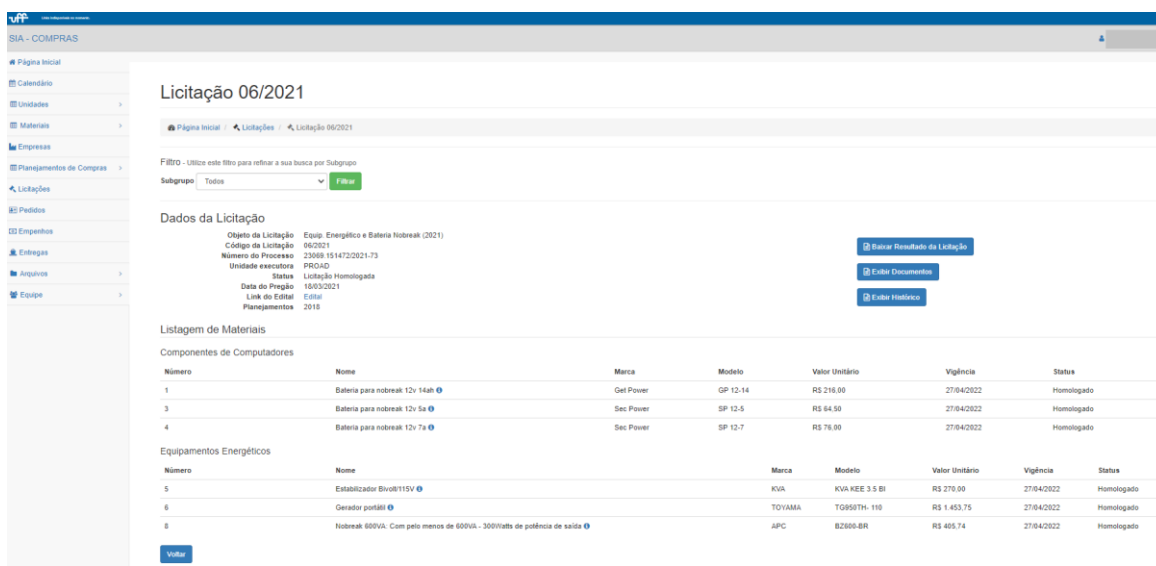 uff
SIA - COMPRAS
Página Inicial
Calendário
Unidades
Materiais
Empresas
Planejamentos de Compras
Licitações
Pedidos
Empenhos
Entregas
Arquivos
Equipe
Licitação 06/2021
Página Inicial / Licitações / Licitação 06/2021
Filtro - Utilize este filtro para refinar a sua busca por Subgrupo
Subgrupo Todos Filtrar
Dados da Licitação
Objeto da Licitação Equip. Energético e Bateria Nobreak (2021)
Código da Licitação 06/2021
Número do Processo 23069.151472/2021-73
Unidade executora PROAD
Status Licitação Homologada
Data do Pregão 18/03/2021
Link do Edital Edital
Planejamentos 2018
Baixar Resultado da Licitação
Exibir Documentos
Exibir Histórico
Listagem de Materiais
Componentes de Computadores
Número Nome Marca Modelo Valor Unitário Vigência Status
1 Bateria para nobreak 12v 14ah Get Power GP 12-14 R$ 216,00 27/04/2022 Homologado
3 Bateria para nobreak 12v 5a Sec Power SP 12-5 R$ 64,50 27/04/2022 Homologado
4 Bateria para nobreak 12v 7a Sec Power SP 12-7 R$ 76,00 27/04/2022 Homologado
Equipamentos Energéticos
Número Nome Marca Modelo Valor Unitário Vigência Status
5 Estabilizador Bivolt/115V KVA KVA KEE 3.5 BI R$ 270,00 27/04/2022 Homologado
6 Gerador portátil TOYAMA TG950TH- 110 R$ 1.453,75 27/04/2022 Homologado
8 Nobreak 600VA: Com pelo menos de 600VA - 300Watts de potência de saída APC BZ600-BR R$ 405,74 27/04/2022 Homologado
Voltar